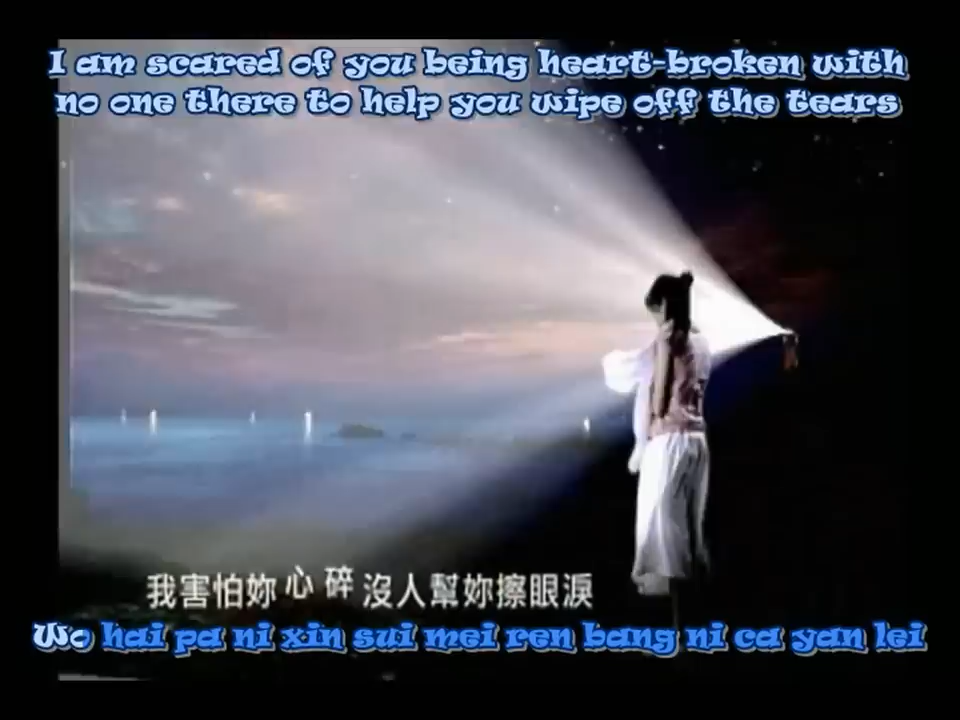 I am scared of you being heart-broken with
no one there to help you wipe off the tears
我害怕妳心碎沒人幫妳擦眼淚
Wo hai pa ni xin sui mei ren bang ni ca yan lei